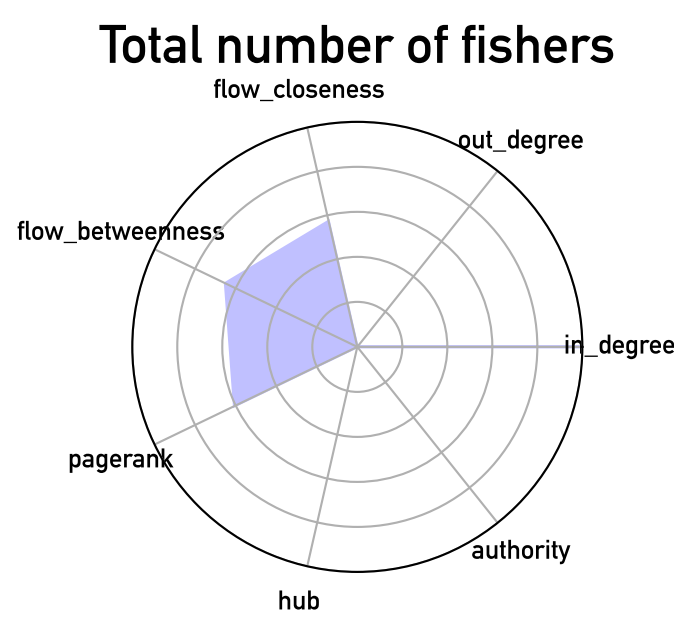 Total number of fishers
flow_closeness
out_degree
flow_betweenness
in_degree
pagerank
authority
hub